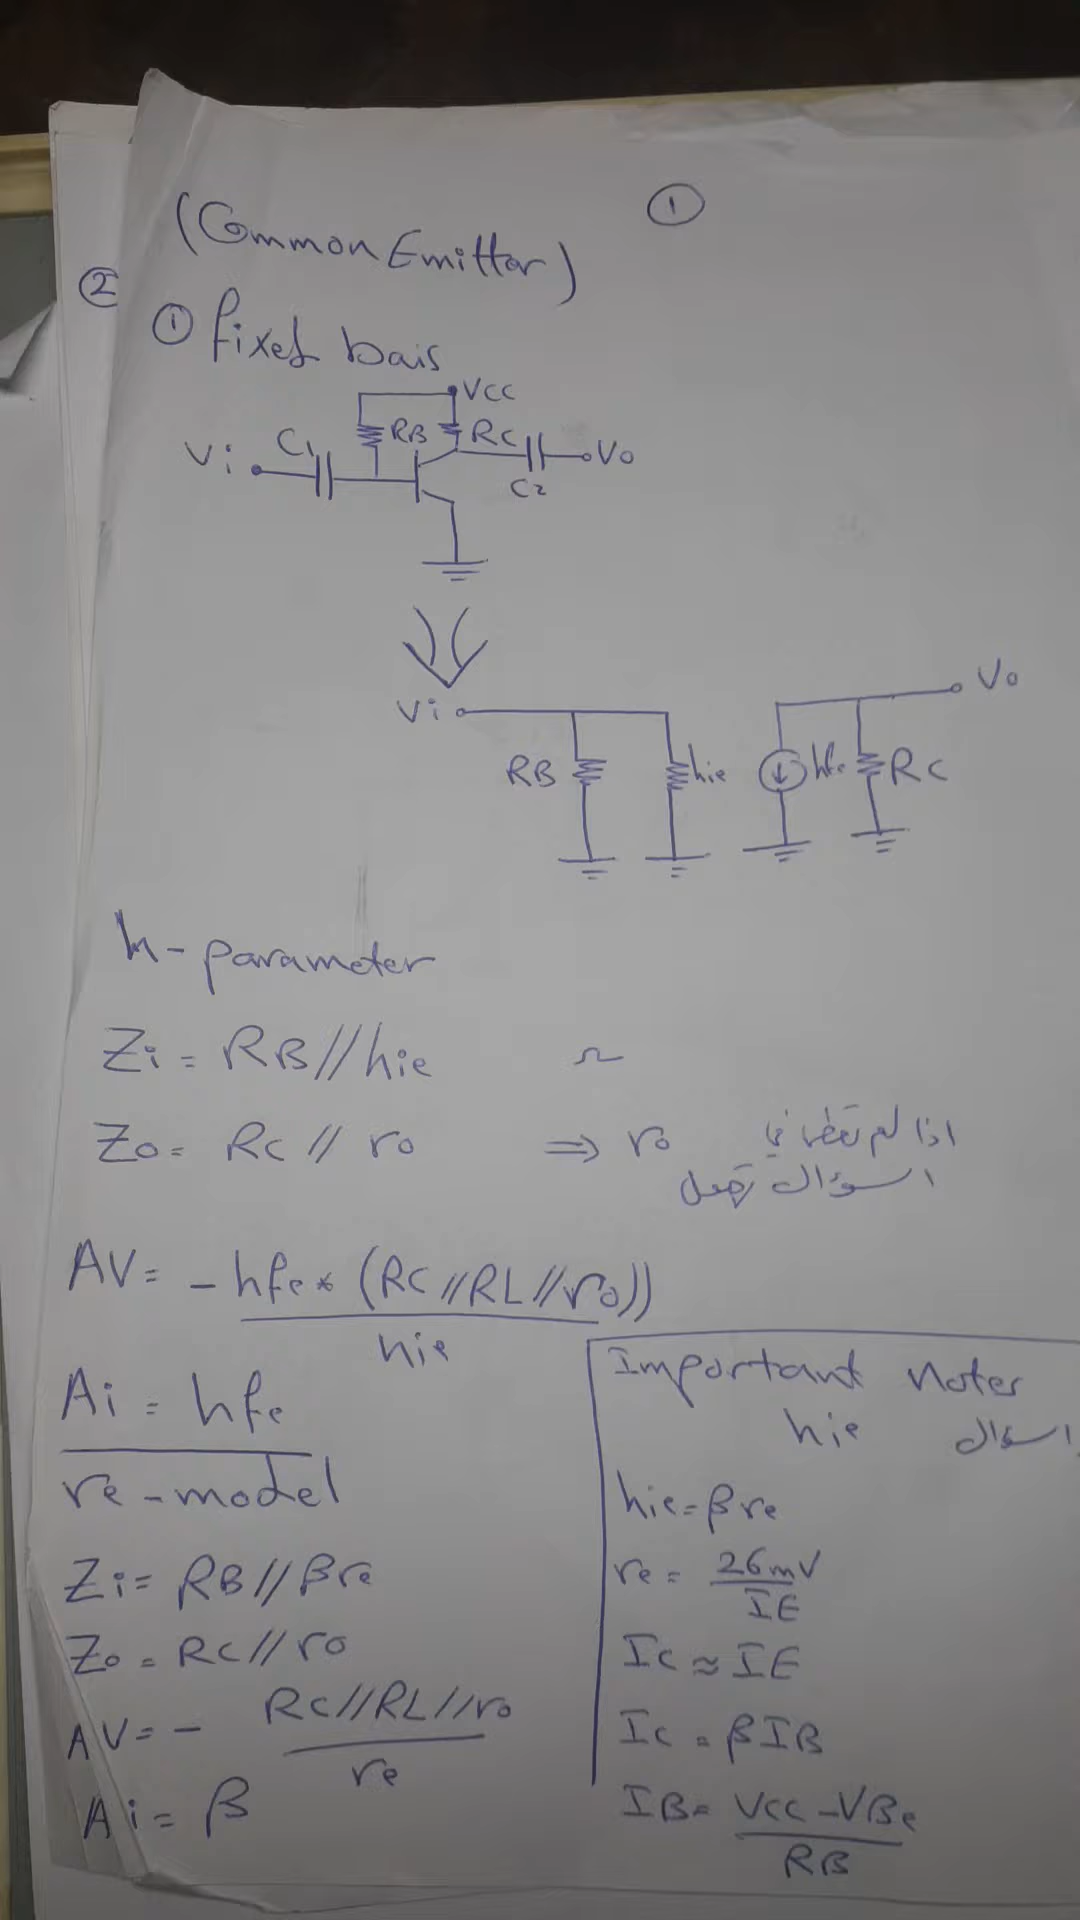 ①
(Common Emitter)
②
① fixed bais
VCC
RB
RC
C1
Vi
Vo
C2
Vi
Vo
RB
hie
hfe
RC
h-parameter
Zi = RB//hie
Zo = RC // ro ⇒ ro اذا لم تعطى في
السؤال تهمل
AV = - hfe * (RC//RL//ro))
hie
Ai = hfe
re-model
Zi = RB//βre
Zo = RC//ro
AV = - RC//RL//ro
re
Ai = β
Important Notes
hie السؤال
hie = βre
re = 26mV
IE
IC ≈ IE
IC = βIB
IB = VCC - VBe
RB